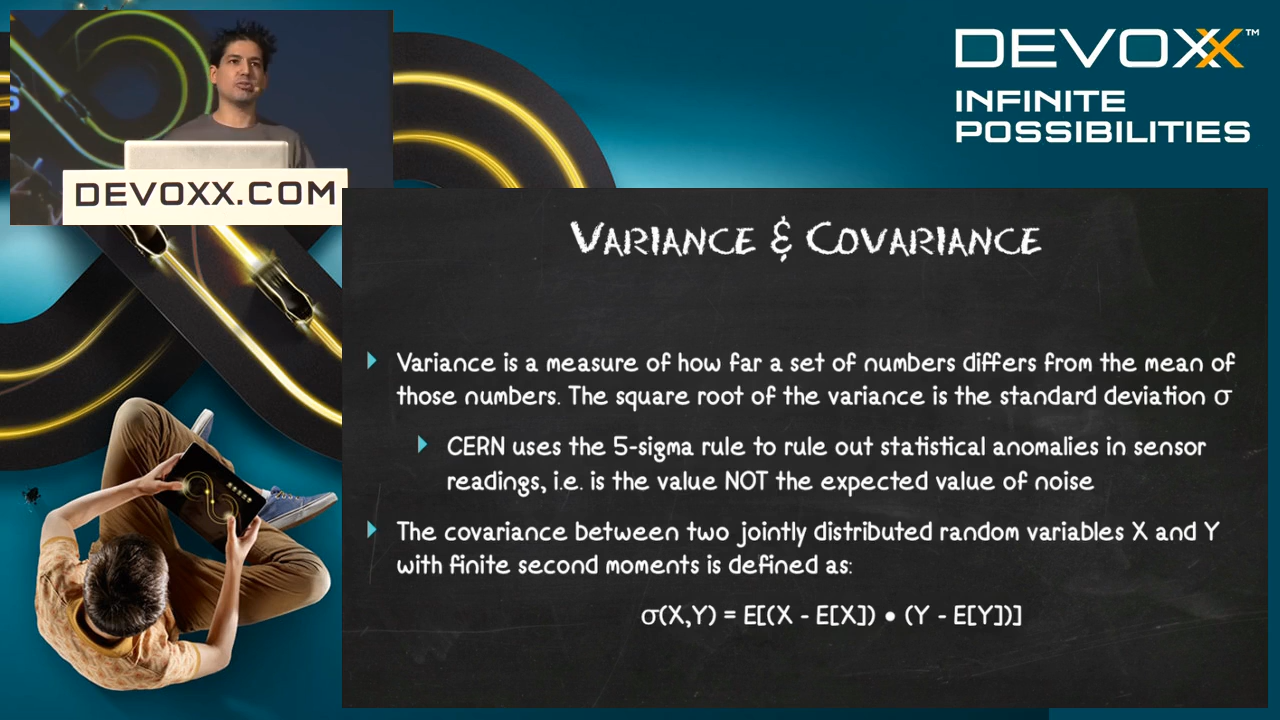 DEVOXX™
INFINITE
POSSIBILITIES
DEVOXX.COM
VARIANCE & COVARIANCE
Variance is a measure of how far a set of numbers differs from the mean of
those numbers. The square root of the variance is the standard deviation σ
CERN uses the 5-sigma rule to rule out statistical anomalies in sensor
readings, i.e. is the value NOT the expected value of noise
The covariance between two jointly distributed random variables X and Y
with finite second moments is defined as:
σ(X,Y) = E[(X - E[X]) • (Y - E[Y])]